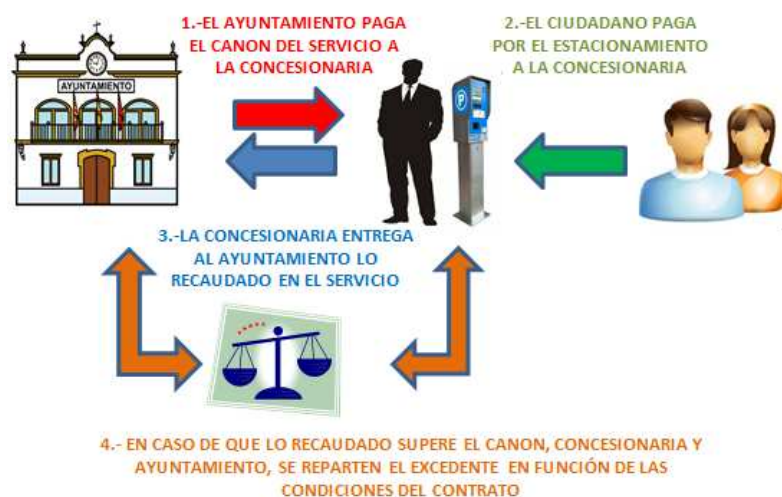 1.-EL AYUNTAMIENTO PAGA
EL CANON DEL SERVICIO A
LA CONCESIONARIA
2.-EL CIUDADANO PAGA
POR EL ESTACIONAMIENTO
A LA CONCESIONARIA
AYUNTAMIENTO
P
3.-LA CONCESIONARIA ENTREGA
AL AYUNTAMIENTO LO
RECAUDADO EN EL SERVICIO
4.- EN CASO DE QUE LO RECAUDADO SUPERE EL CANON, CONCESIONARIA Y
AYUNTAMIENTO, SE REPARTEN EL EXCEDENTE EN FUNCIÓN DE LAS
CONDICIONES DEL CONTRATO